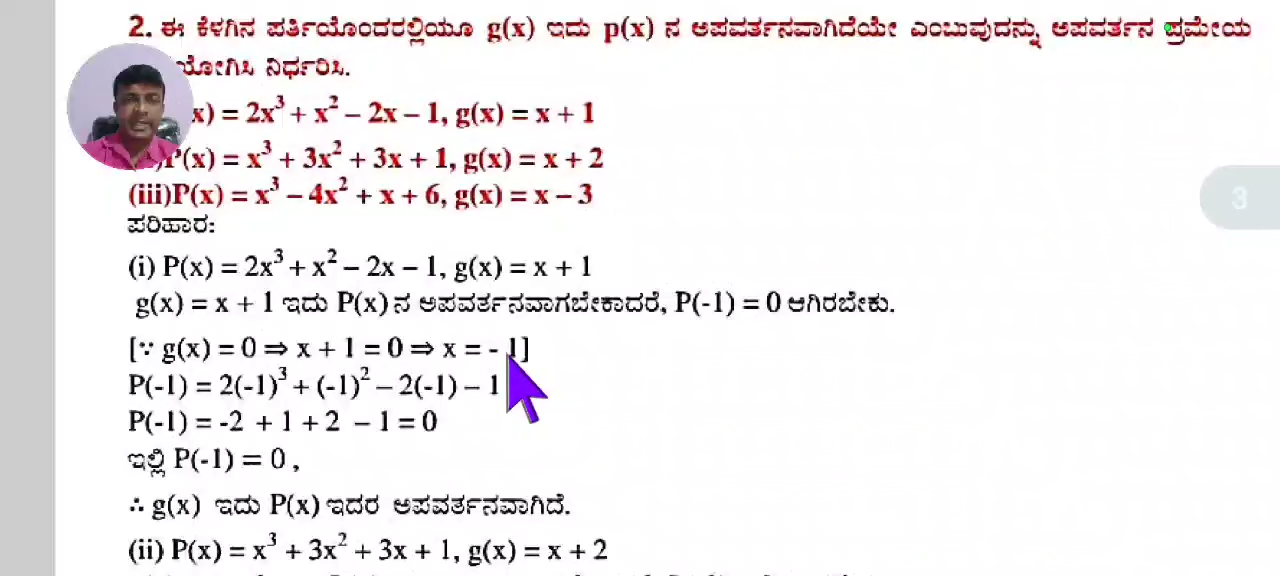 2. ಈ ಕೆಳಗಿನ ಪರ್ತಿಯೊಂದರಲ್ಲಿಯೂ g(x) ಇದು p(x) ನ ಅಪವರ್ತನವಾಗಿದೆಯೇ ಎಂಬುವುದನ್ನು ಅಪವರ್ತನ ಪ್ರಮೇಯ
ಯೋಗಿಸಿ ನಿರ್ಧರಿಸಿ.
x) = 2x³ + x² – 2x – 1, g(x) = x + 1
P(x) = x³ + 3x² + 3x + 1, g(x) = x + 2
(iii)P(x) = x³ – 4x² + x + 6, g(x) = x – 3
ಪರಿಹಾರ:
(i) P(x) = 2x³ + x² – 2x – 1, g(x) = x + 1
g(x) = x + 1 ಇದು P(x) ನ ಅಪವರ್ತನವಾಗಬೇಕಾದರೆ, P(-1) = 0 ಆಗಿರಬೇಕು.
[∵ g(x) = 0 ⇒ x + 1 = 0 ⇒ x = - 1]
P(-1) = 2(-1)³ + (-1)² – 2(-1) – 1
P(-1) = -2 + 1 + 2 – 1 = 0
ಇಲ್ಲಿ P(-1) = 0 ,
∴ g(x) ಇದು P(x) ಇದರ ಅಪವರ್ತನವಾಗಿದೆ.
(ii) P(x) = x³ + 3x² + 3x + 1, g(x) = x + 2
3